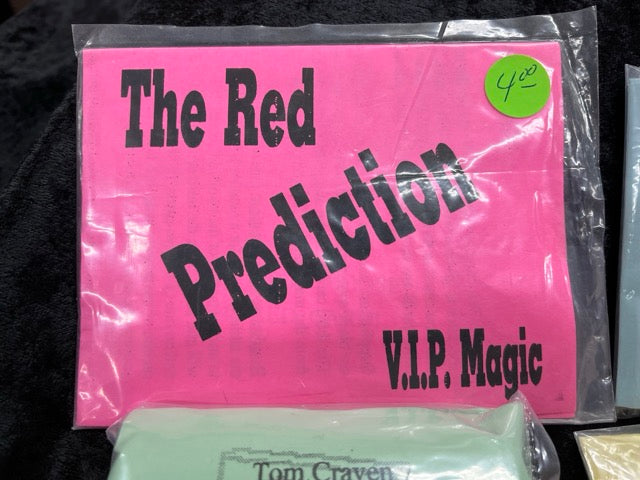 The Red
4.00
Prediction
V.I.P. Magic
Tom Craven